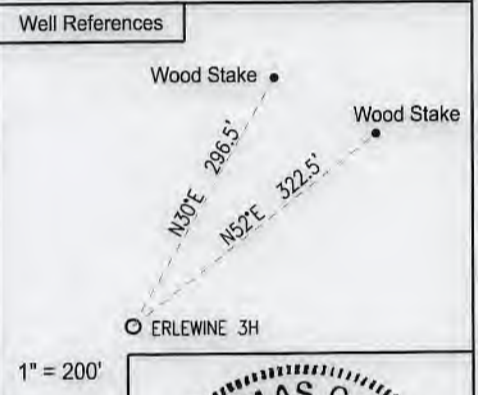 Well References
Wood Stake
Wood Stake
N30°E 296.5'
N52°E 322.5'
ERLEWINE 3H
1" = 200'